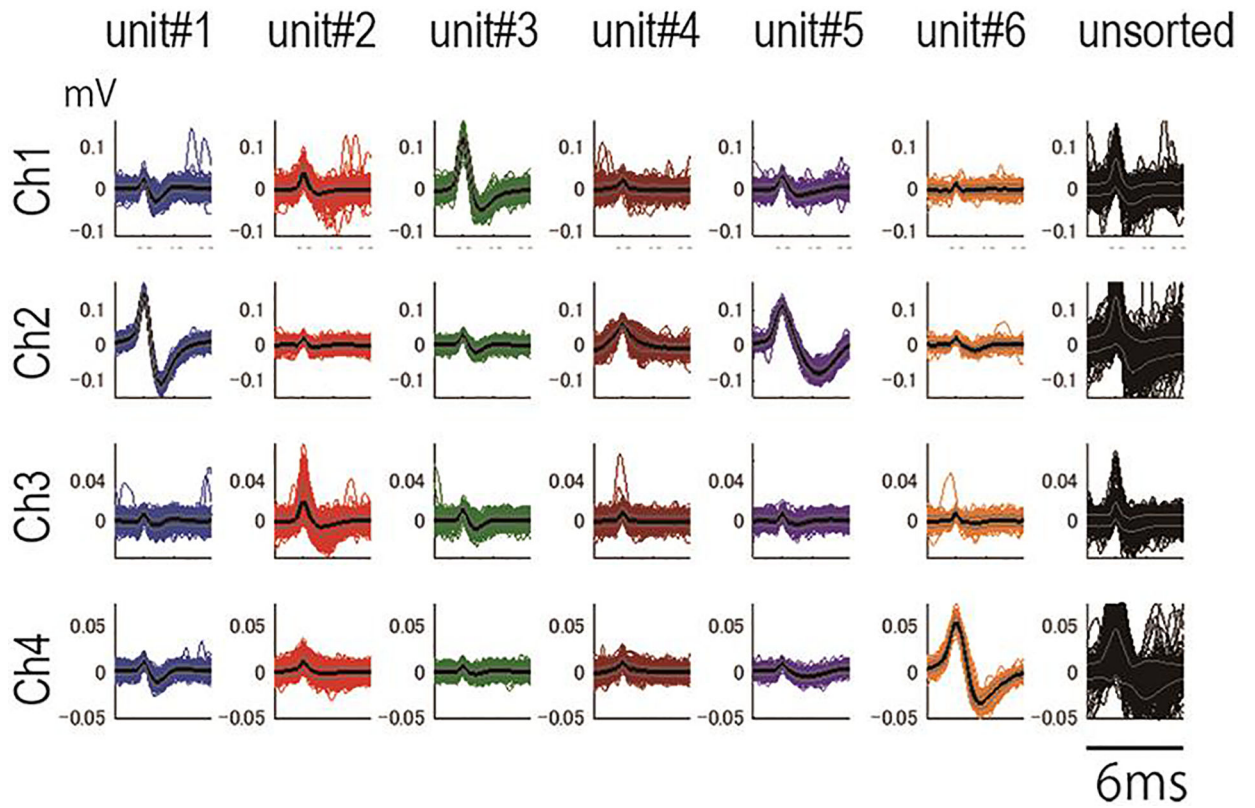 unit#1 unit#2 unit#3 unit#4 unit#5 unit#6 unsorted
mV
Ch1
0.1 0.1 0.1 0.1 0.1 0.1 0.1
0 0 0 0 0 0 0
−0.1 −0.1 −0.1 −0.1 −0.1 −0.1 −0.1
Ch2
0.1 0.1 0.1 0.1 0.1 0.1 0.1
0 0 0 0 0 0 0
−0.1 −0.1 −0.1 −0.1 −0.1 −0.1 −0.1
Ch3
0.04 0.04 0.04 0.04 0.04 0.04 0.04
0 0 0 0 0 0 0
Ch4
0.05 0.05 0.05 0.05 0.05 0.05 0.05
0 0 0 0 0 0 0
−0.05 −0.05 −0.05 −0.05 −0.05 −0.05 −0.05
6ms